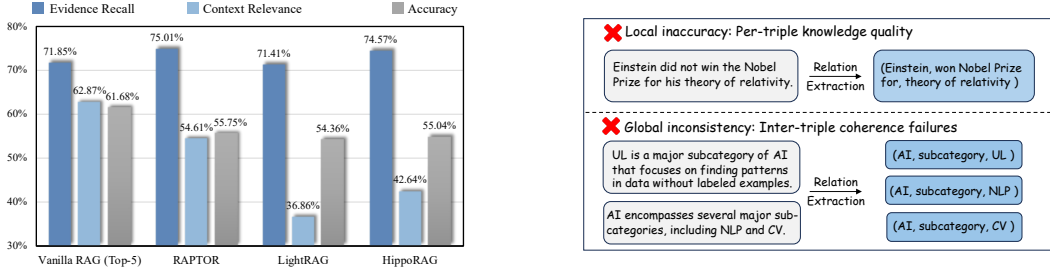 Evidence Recall
Context Relevance
Accuracy
80%
70%
60%
50%
40%
30%
71.85%
62.87%
61.68%
75.01%
54.61%
55.75%
71.41%
36.86%
54.36%
74.57%
42.64%
55.04%
Vanilla RAG (Top-5)
RAPTOR
LightRAG
HippoRAG
Local inaccuracy: Per-triple knowledge quality
Einstein did not win the Nobel
Prize for his theory of relativity.
Relation
Extraction
(Einstein, won Nobel Prize
for, theory of relativity )
Global inconsistency: Inter-triple coherence failures
UL is a major subcategory of AI
that focuses on finding patterns
in data without labeled examples.
AI encompasses several major sub-
categories, including NLP and CV.
Relation
Extraction
(AI, subcategory, UL )
(AI, subcategory, NLP )
(AI, subcategory, CV )